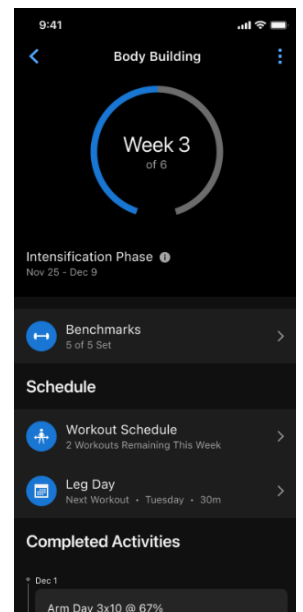 9:41
Body Building
Week 3
of 6
Intensification Phase
Nov 25 - Dec 9
Benchmarks
5 of 5 Set
Schedule
Workout Schedule
2 Workouts Remaining This Week
Leg Day
Next Workout • Tuesday • 30m
Completed Activities
Dec 1
Arm Day 3x10 @ 67%